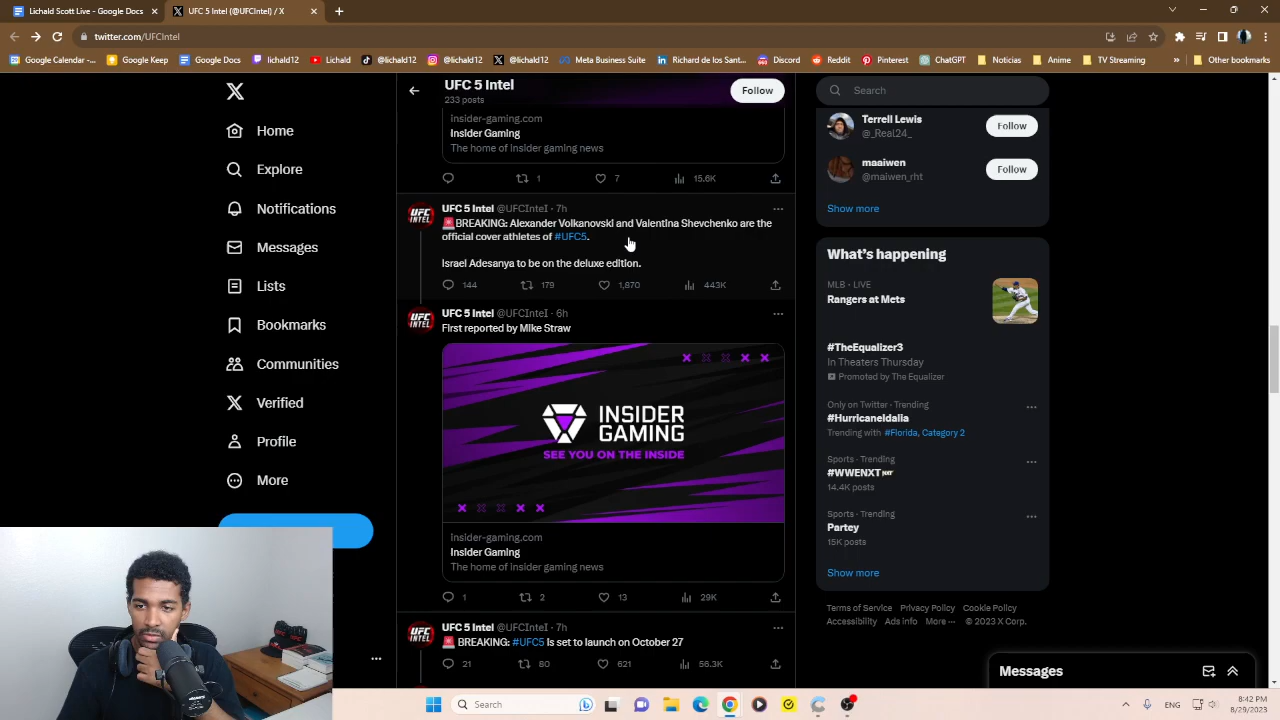 Lichald Scott Live - Google Docs
UFC 5 Intel (@UFCIntel) / X
twitter.com/UFCIntel
Google Calendar -...
Google Keep
Google Docs
lichald12
Lichald
lichald12
lichald12
lichald12
Meta Business Suite
Richard de los Sant...
Discord
Reddit
Pinterest
ChatGPT
Noticias
Anime
TV Streaming
Home
Explore
Notifications
Messages
Lists
Bookmarks
Communities
Verified
Profile
More
UFC 5 Intel
233 posts
Follow
insider-gaming.com
Insider Gaming
The home of insider gaming news
1
7
15.6K
UFC 5 Intel @UFCIntel · 7h
🚨BREAKING: Alexander Volkanovski and Valentina Shevchenko are the
official cover athletes of #UFC5.
Israel Adesanya to be on the deluxe edition.
144
179
1,870
443K
UFC 5 Intel @UFCIntel · 6h
First reported by Mike Straw
INSIDER
GAMING
SEE YOU ON THE INSIDE
insider-gaming.com
Insider Gaming
The home of insider gaming news
1
2
13
29K
UFC 5 Intel @UFCIntel · 7h
🚨 BREAKING: #UFC5 is set to launch on October 27
21
80
621
56.3K
Search
Terrell Lewis
@_Real24_
Follow
maaiwen
@maiwen_rht
Follow
Show more
What's happening
MLB · LIVE
Rangers at Mets
#TheEqualizer3
In Theaters Thursday
Promoted by The Equalizer
Only on Twitter · Trending
#HurricaneIdalia
Trending with #Florida, Category 2
Sports · Trending
#WWENXT
14.4K posts
Sports · Trending
Partey
15K posts
Show more
Terms of Service Privacy Policy Cookie Policy
Accessibility Ads info More ··· © 2023 X Corp.
Messages
Search
ENG
8:42 PM
8/29/2023